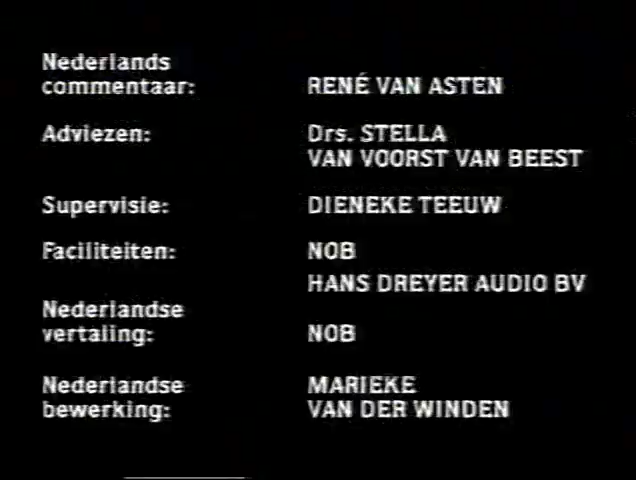 Nederlands
commentaar: RENÉ VAN ASTEN
Adviezen: Drs. STELLA
VAN VOORST VAN BEEST
Supervisie: DIENEKE TEEUW
Faciliteiten: NOB
HANS DREYER AUDIO BV
Nederlandse
vertaling: NOB
Nederlandse MARIEKE
bewerking: VAN DER WINDEN